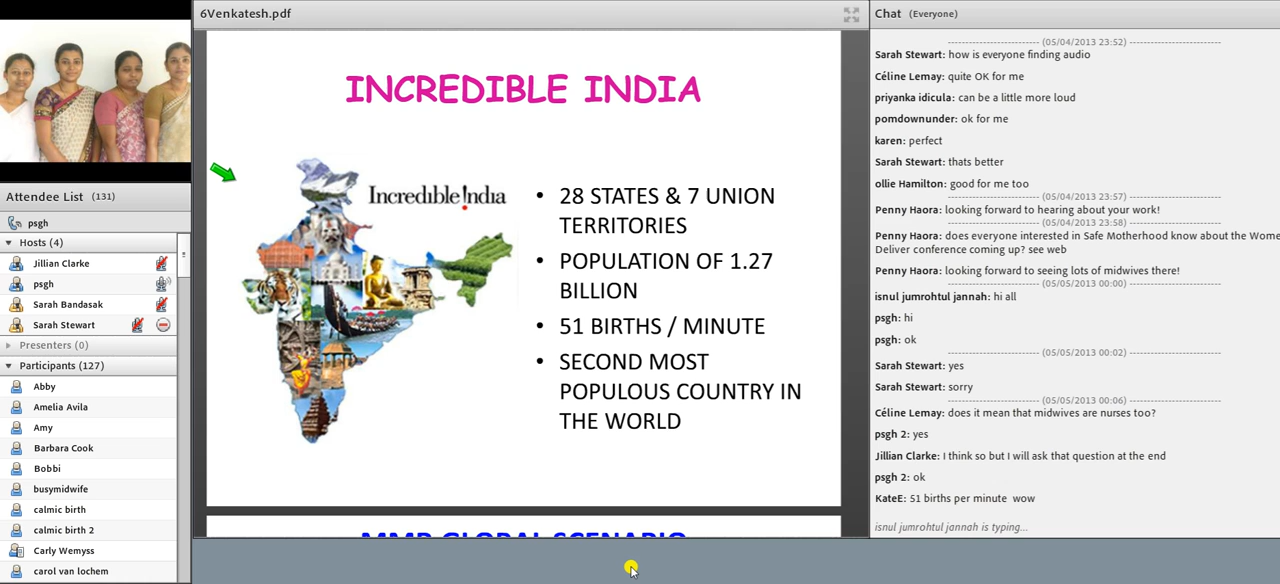 6Venkatesh.pdf
Chat (Everyone)
INCREDIBLE INDIA
Incredible !ndia
• 28 STATES & 7 UNION
TERRITORIES
• POPULATION OF 1.27
BILLION
• 51 BIRTHS / MINUTE
• SECOND MOST
POPULOUS COUNTRY IN
THE WORLD
MMR GLOBAL SCENARIO
Attendee List (131)
psgh
Hosts (4)
Jillian Clarke
psgh
Sarah Bandasak
Sarah Stewart
Presenters (0)
Participants (127)
Abby
Amelia Avila
Amy
Barbara Cook
Bobbi
busymidwife
calmic birth
calmic birth 2
Carly Wemyss
carol van lochem
(05/04/2013 23:52)
Sarah Stewart: how is everyone finding audio
Céline Lemay: quite OK for me
priyanka idicula: can be a little more loud
pomdownunder: ok for me
karen: perfect
Sarah Stewart: thats better
ollie Hamilton: good for me too
(05/04/2013 23:57)
Penny Haora: looking forward to hearing about your work!
(05/04/2013 23:58)
Penny Haora: does everyone interested in Safe Motherhood know about the Wome
Deliver conference coming up? see web
Penny Haora: looking forward to seeing lots of midwives there!
(05/05/2013 00:00)
isnul jumrohtul jannah: hi all
psgh: hi
psgh: ok
(05/05/2013 00:02)
Sarah Stewart: yes
Sarah Stewart: sorry
(05/05/2013 00:06)
Céline Lemay: does it mean that midwives are nurses too?
psgh 2: yes
Jillian Clarke: I think so but I will ask that question at the end
psgh 2: ok
KateE: 51 births per minute wow
isnul jumrohtul jannah is typing...